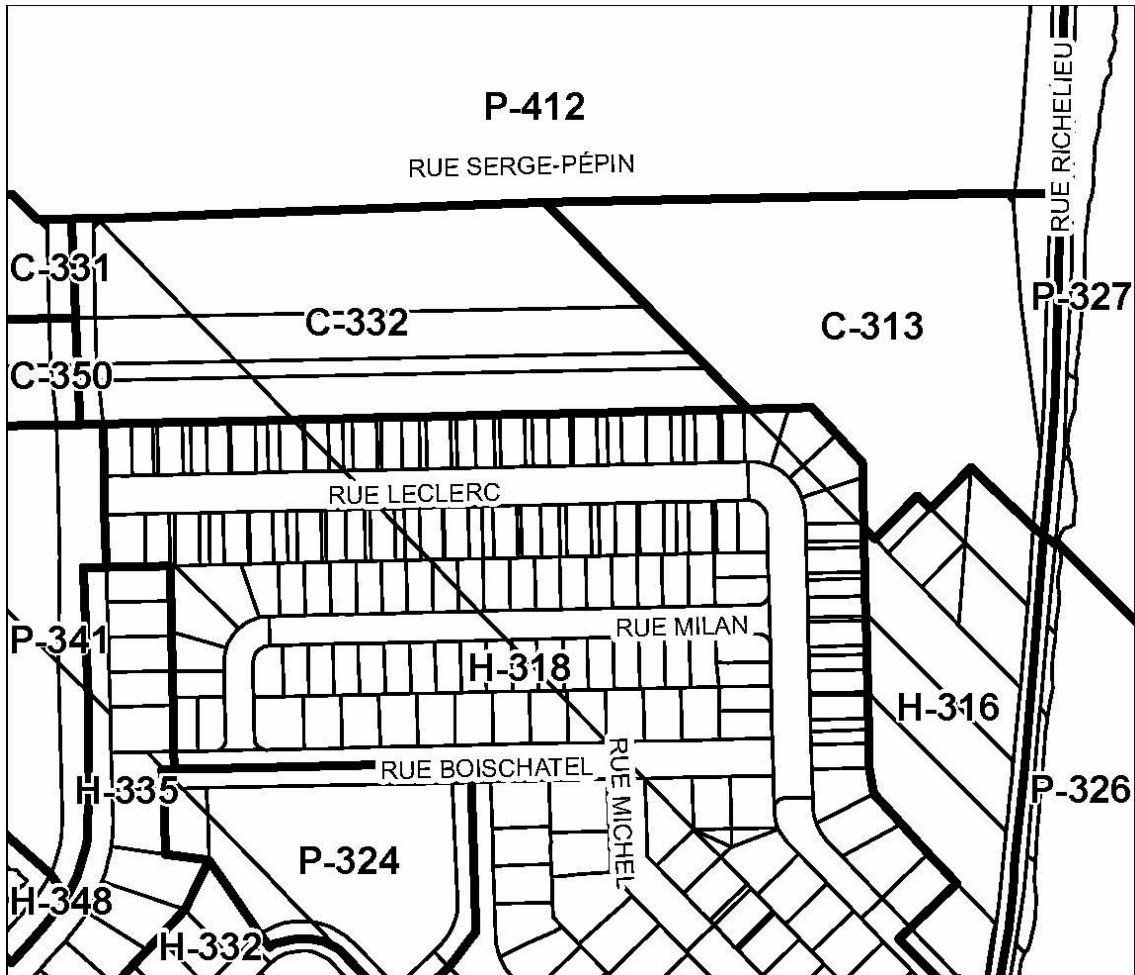 P-412
RUE SERGE-PÉPIN
RUE RICHELIEU
C-331
C-332
C-313
P-327
C-350
RUE LECLERC
P-341
RUE MILAN
H-318
H-316
H-335
RUE BOISCHATEL
RUE MICHEL
P-326
P-324
H-348
H-332